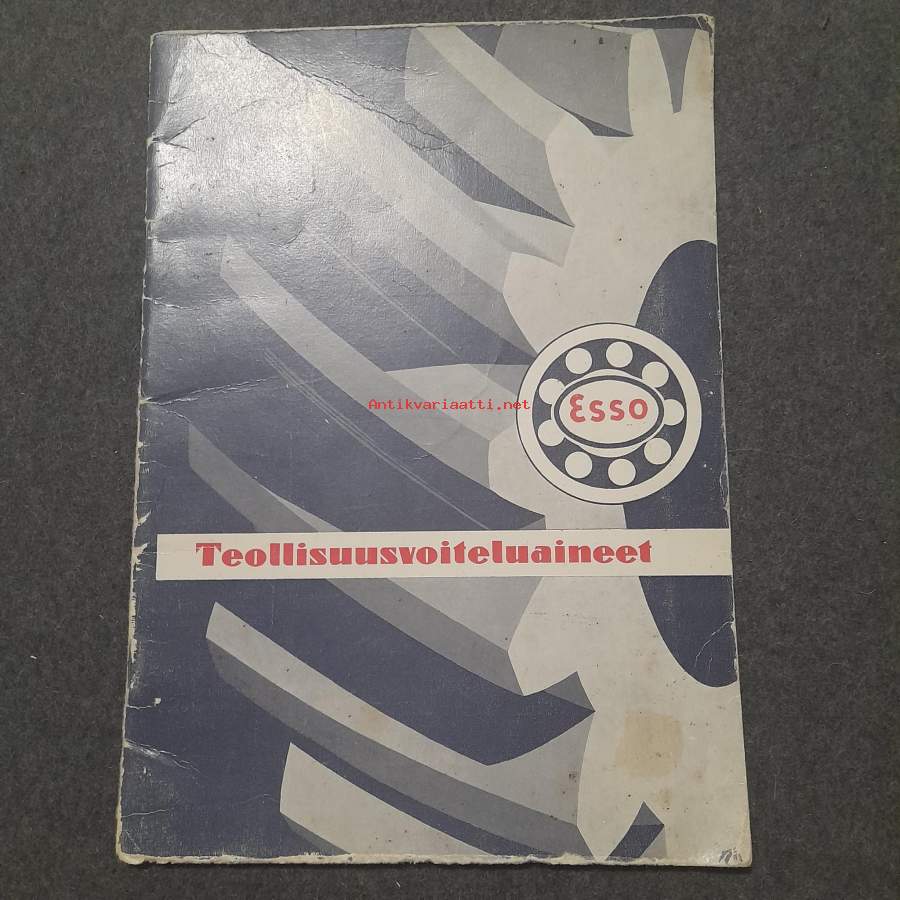 Antikvariaatti.net
Esso
Teollisuusvoiteluaineet